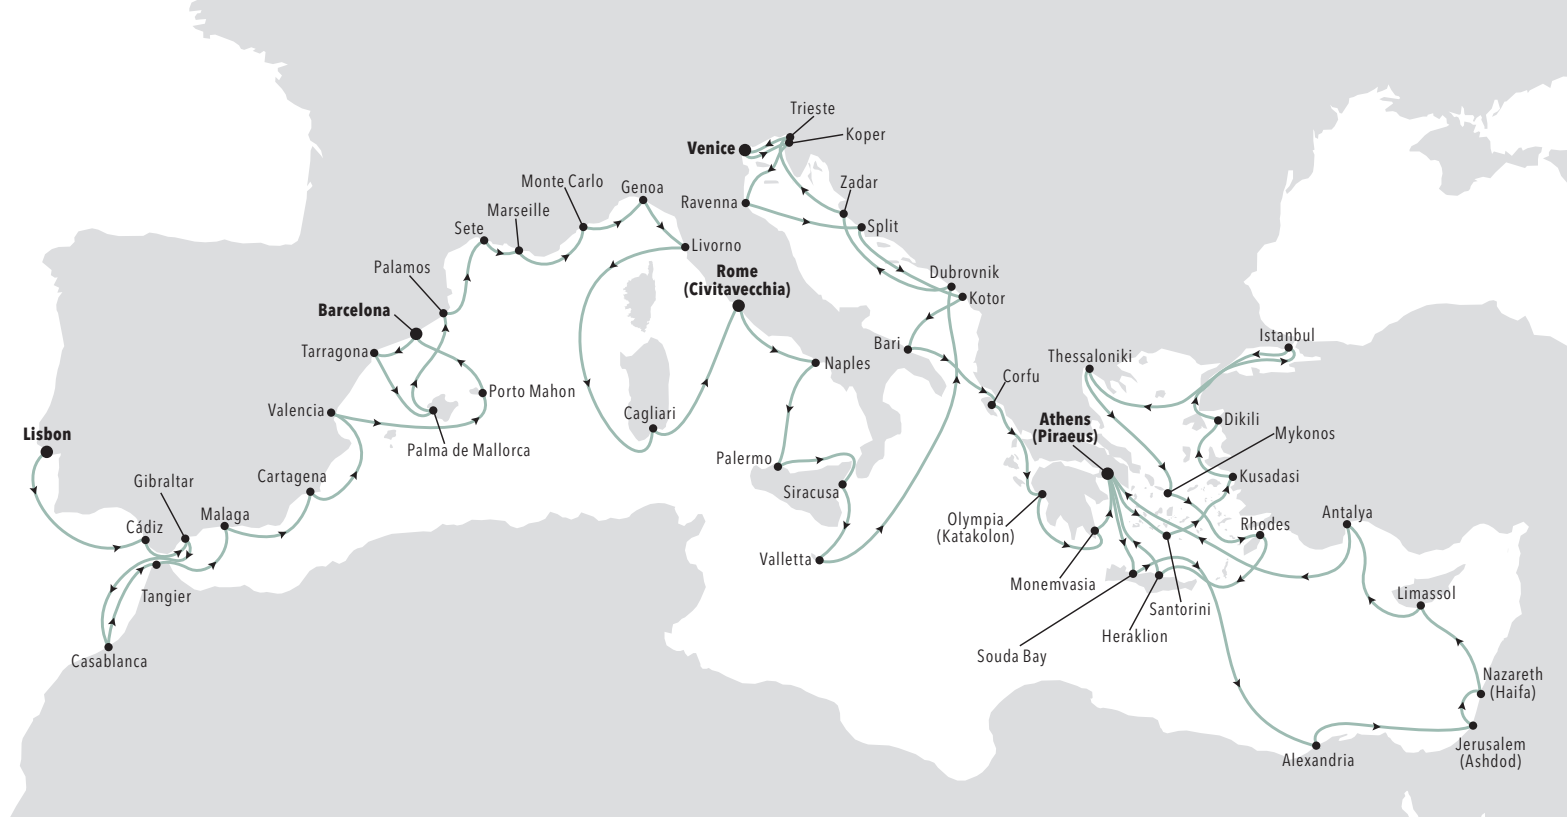 Trieste
Koper
Venice
Zadar
Monte Carlo
Genoa
Ravenna
Marseille
Sete
Split
Livorno
Palamos
Rome
(Civitavecchia)
Dubrovnik
Kotor
Barcelona
Istanbul
Bari
Tarragona
Thessaloniki
Naples
Corfu
Porto Mahon
Valencia
Cagliari
Athens
(Piraeus)
Dikili
Mykonos
Lisbon
Palma de Mallorca
Palermo
Cartagena
Kusadasi
Gibraltar
Siracusa
Malaga
Antalya
Olympia
(Katakolon)
Rhodes
Cádiz
Valletta
Monemvasia
Limassol
Tangier
Santorini
Heraklion
Souda Bay
Casablanca
Nazareth
(Haifa)
Jerusalem
(Ashdod)
Alexandria